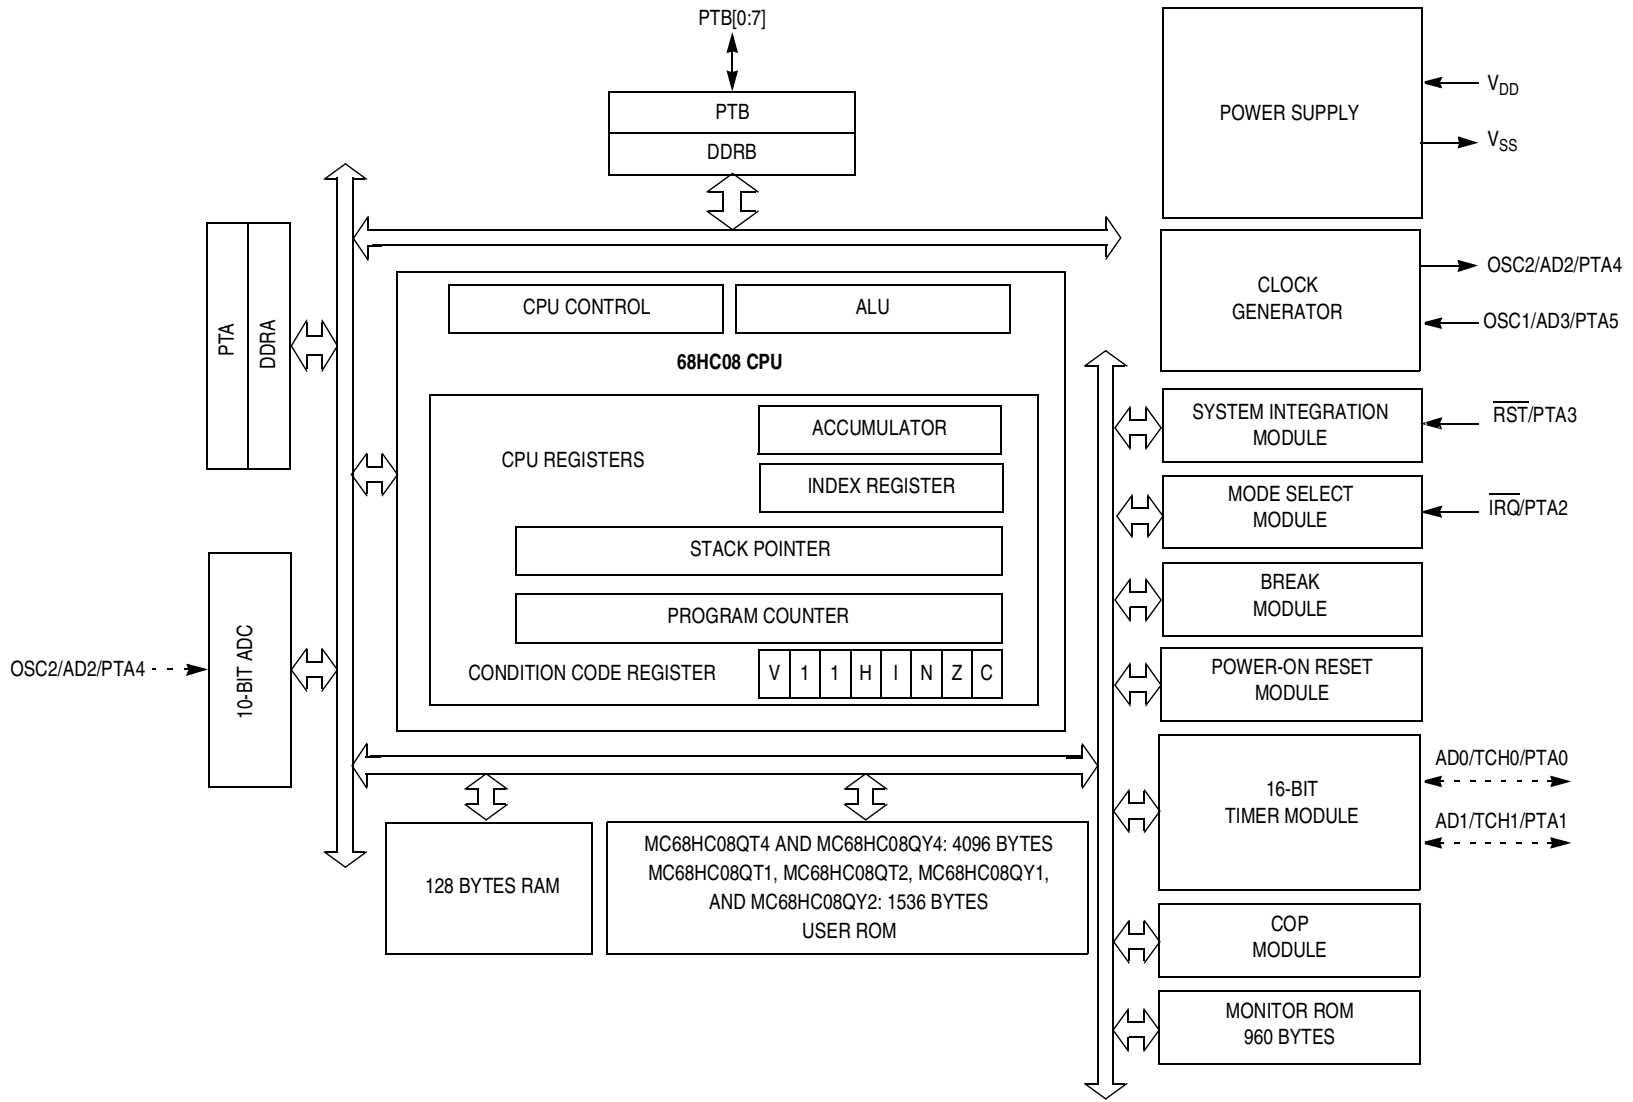 PTB[0:7]
PTB
DDRB
POWER SUPPLY
VDD
VSS
PTA
DDRA
CLOCK
GENERATOR
OSC2/AD2/PTA4
OSC1/AD3/PTA5
CPU CONTROL
ALU
68HC08 CPU
CPU REGISTERS
ACCUMULATOR
INDEX REGISTER
STACK POINTER
PROGRAM COUNTER
CONDITION CODE REGISTER
V 1 1 H I N Z C
SYSTEM INTEGRATION
MODULE
RST/PTA3
MODE SELECT
MODULE
IRQ/PTA2
BREAK
MODULE
POWER-ON RESET
MODULE
OSC2/AD2/PTA4
10-BIT ADC
16-BIT
TIMER MODULE
AD0/TCH0/PTA0
AD1/TCH1/PTA1
128 BYTES RAM
MC68HC08QT4 AND MC68HC08QY4: 4096 BYTES
MC68HC08QT1, MC68HC08QT2, MC68HC08QY1,
AND MC68HC08QY2: 1536 BYTES
USER ROM
COP
MODULE
MONITOR ROM
960 BYTES